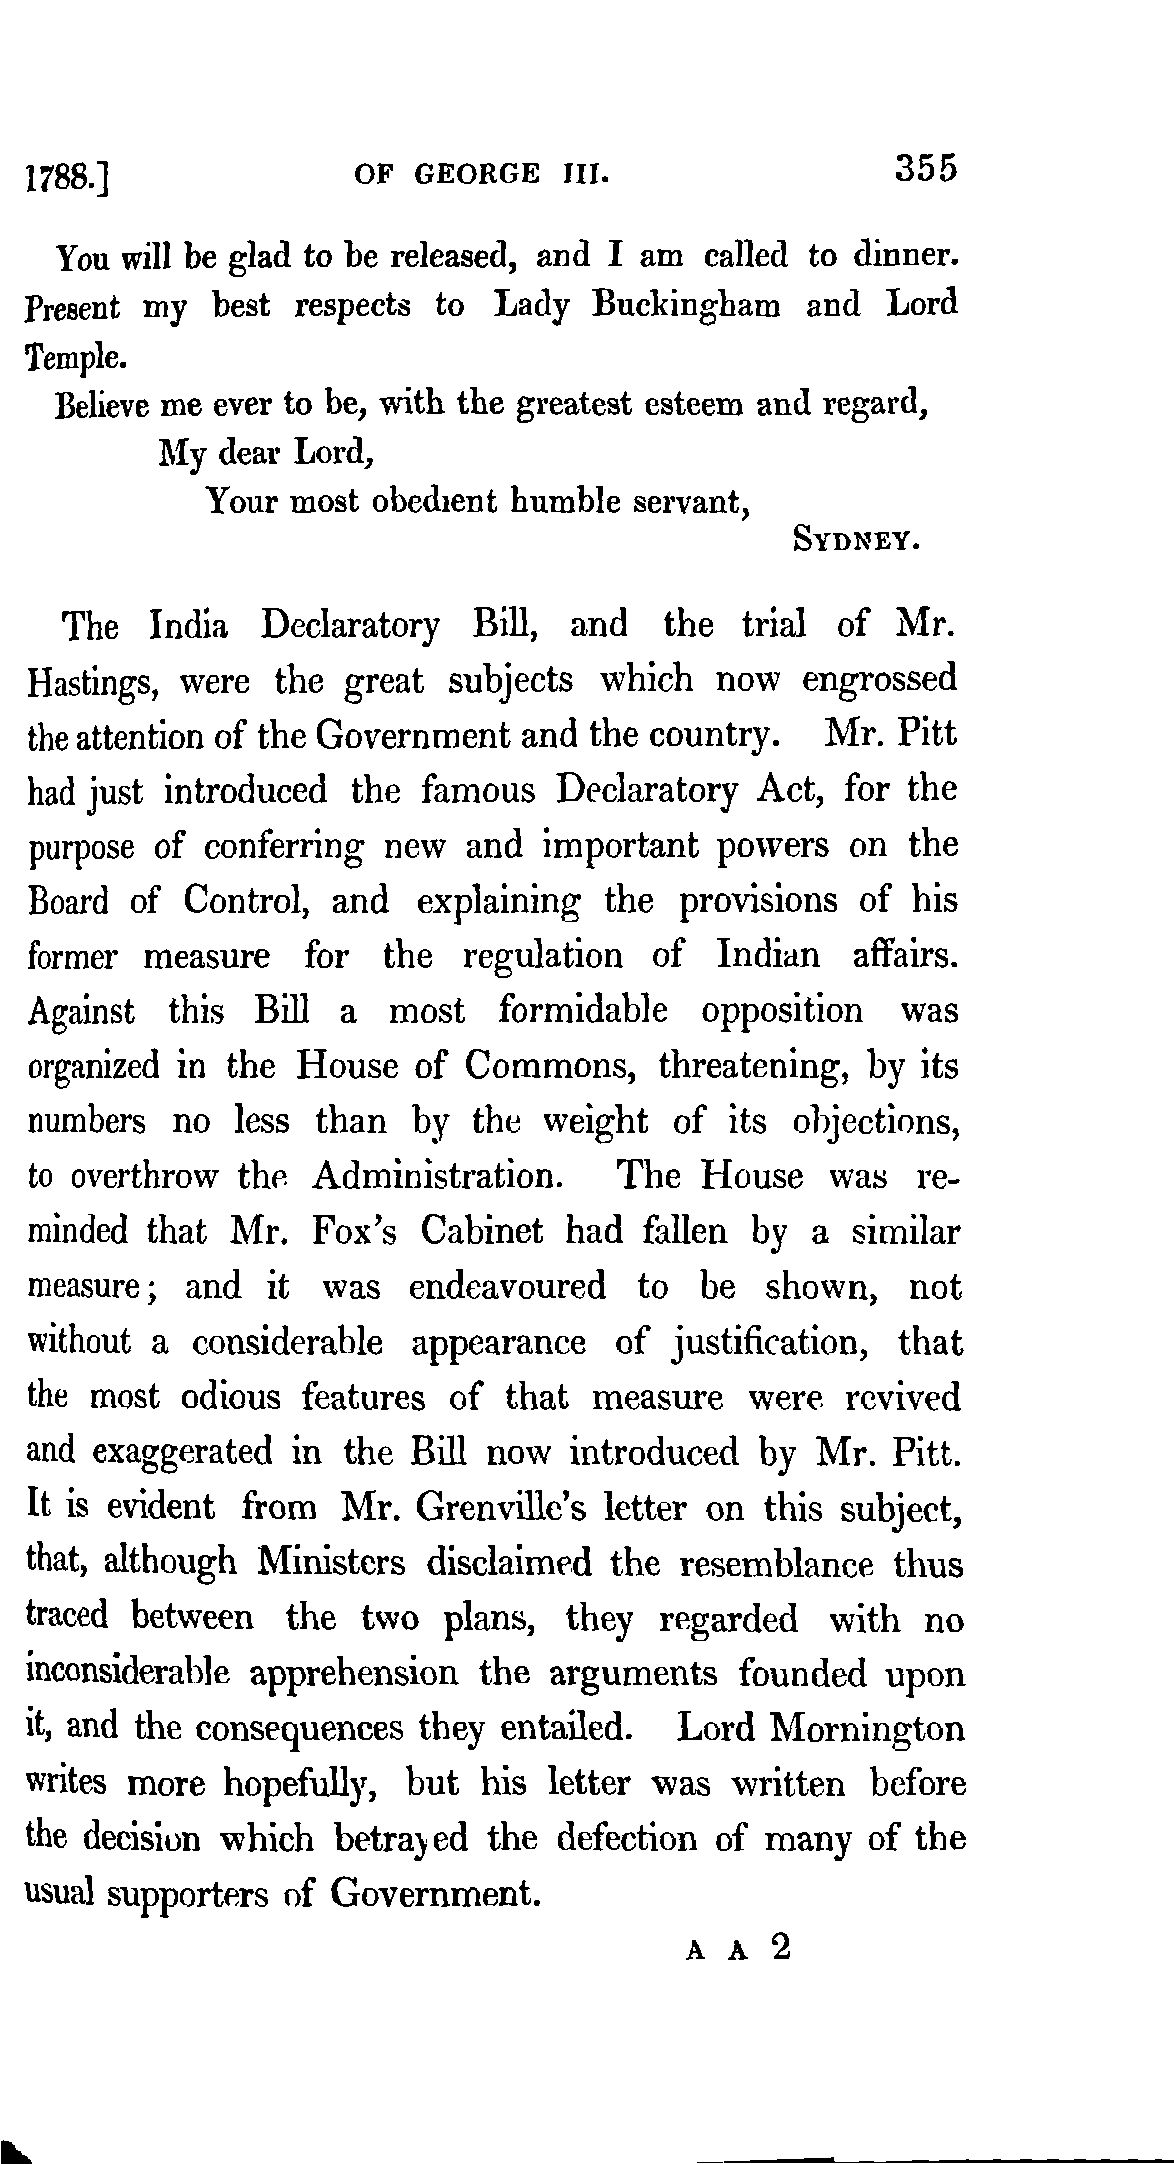 1788.] OF GEORGE III. 355
You will be glad to be released, and I am called to dinner.
Present my best respects to Lady Buckingham and Lord
Temple.
Believe me ever to be, with the greatest esteem and regard,
My dear Lord,
Your most obedient humble servant,
SYDNEY.
The India Declaratory Bill, and the trial of Mr.
Hastings, were the great subjects which now engrossed
the attention of the Government and the country. Mr. Pitt
had just introduced the famous Declaratory Act, for the
purpose of conferring new and important powers on the
Board of Control, and explaining the provisions of his
former measure for the regulation of Indian affairs.
Against this Bill a most formidable opposition was
organized in the House of Commons, threatening, by its
numbers no less than by the weight of its objections,
to overthrow the Administration. The House was re-
minded that Mr. Fox's Cabinet had fallen by a similar
measure; and it was endeavoured to be shown, not
without a considerable appearance of justification, that
the most odious features of that measure were revived
and exaggerated in the Bill now introduced by Mr. Pitt.
It is evident from Mr. Grenville's letter on this subject,
that, although Ministers disclaimed the resemblance thus
traced between the two plans, they regarded with no
inconsiderable apprehension the arguments founded upon
it, and the consequences they entailed. Lord Mornington
writes more hopefully, but his letter was written before
the decision which betrayed the defection of many of the
usual supporters of Government.
A A 2